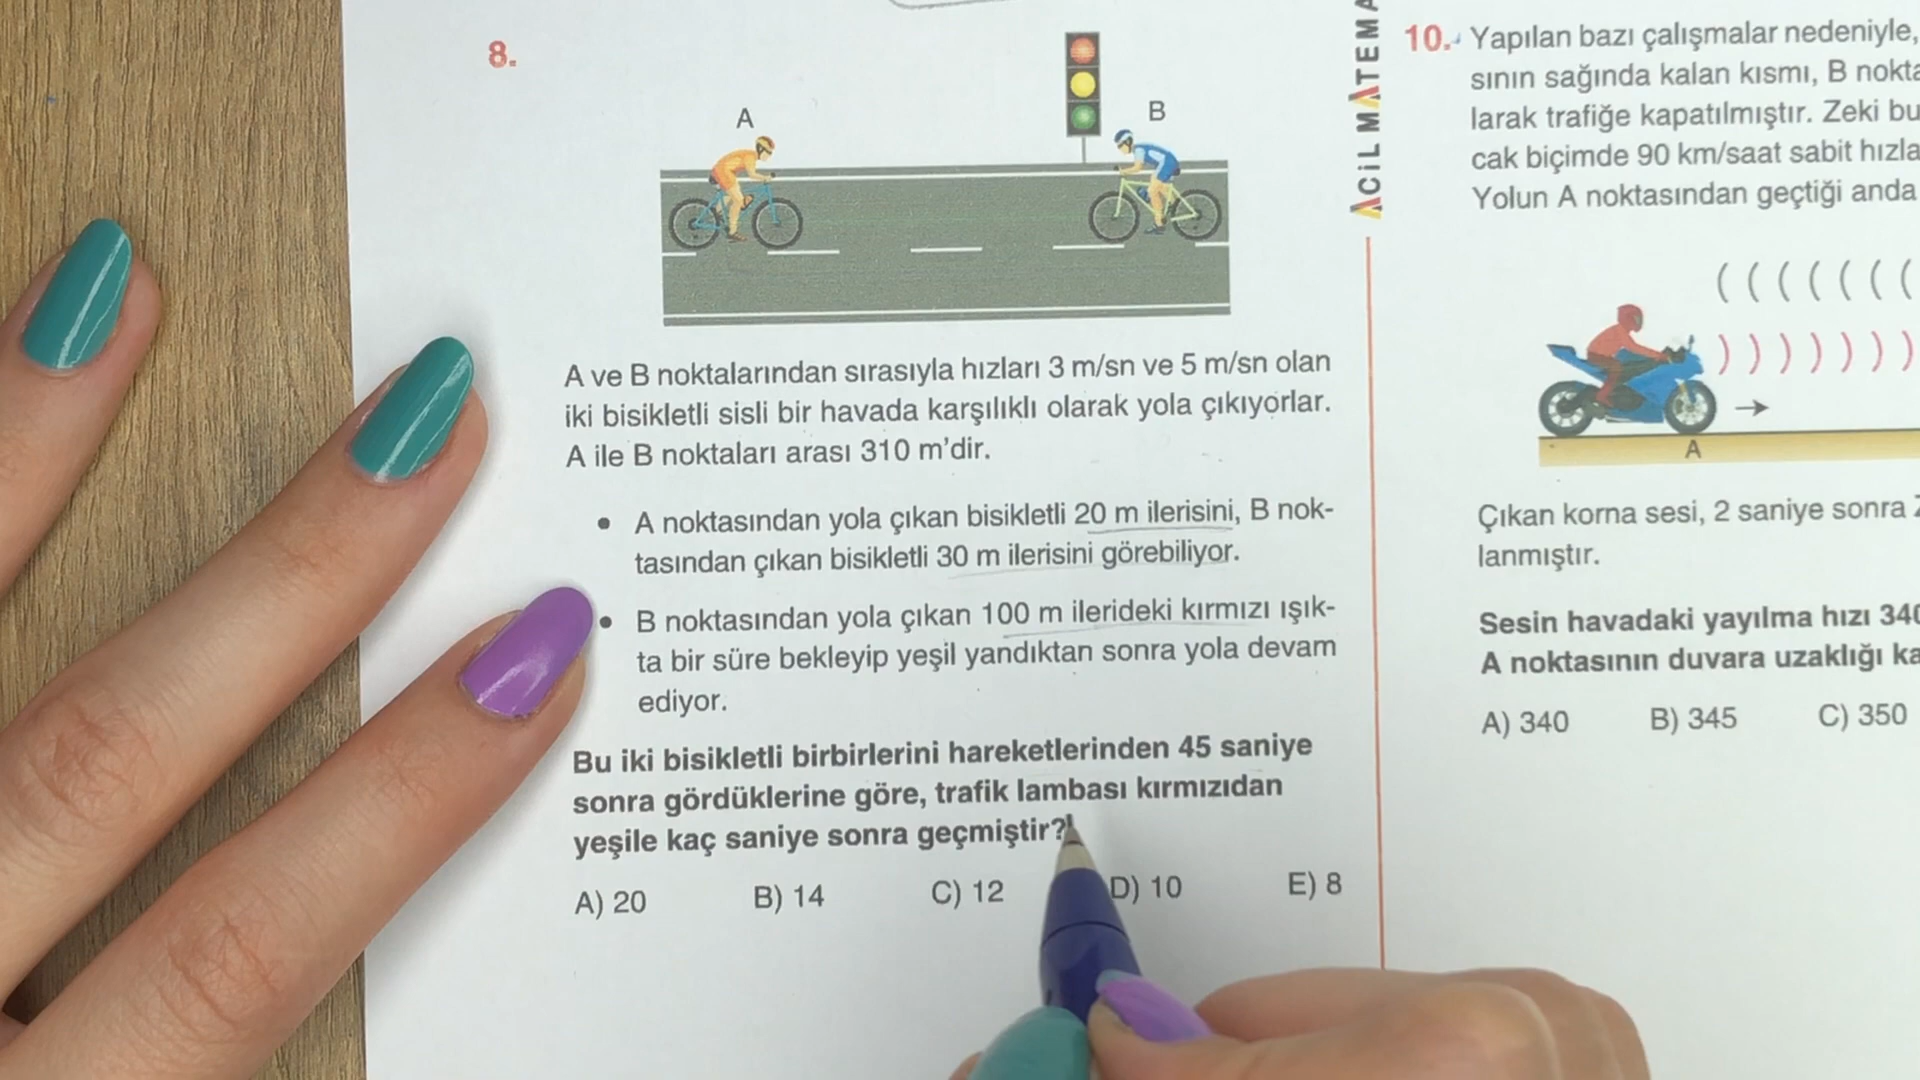 8.
A
B
A ve B noktalarından sırasıyla hızları 3 m/sn ve 5 m/sn olan
iki bisikletli sisli bir havada karşılıklı olarak yola çıkıyorlar.
A ile B noktaları arası 310 m'dir.
• A noktasından yola çıkan bisikletli 20 m ilerisini, B nok-
tasından çıkan bisikletli 30 m ilerisini görebiliyor.
• B noktasından yola çıkan 100 m ilerideki kırmızı ışık-
ta bir süre bekleyip yeşil yandıktan sonra yola devam
ediyor.
Bu iki bisikletli birbirlerini hareketlerinden 45 saniye
sonra gördüklerine göre, trafik lambası kırmızıdan
yeşile kaç saniye sonra geçmiştir?
A) 20 B) 14 C) 12 D) 10 E) 8
ACİL MATEMA
10. Yapılan bazı çalışmalar nedeniyle,
sının sağında kalan kısmı, B
larak trafiğe kapatılmıştır. Zeki bu
cak biçimde 90 km/saat sabit hızla
Yolun A noktasından geçtiği anda
A
Çıkan korna sesi, 2 saniye sonra
lanmıştır.
Sesin havadaki yayılma hızı 340
A noktasının duvara uzaklığı
A) 340 B) 345 C) 350